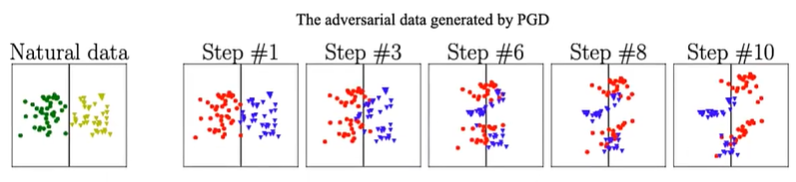 The adversarial data generated by PGD
Natural data
Step #1
Step #3
Step #6
Step #8
Step #10